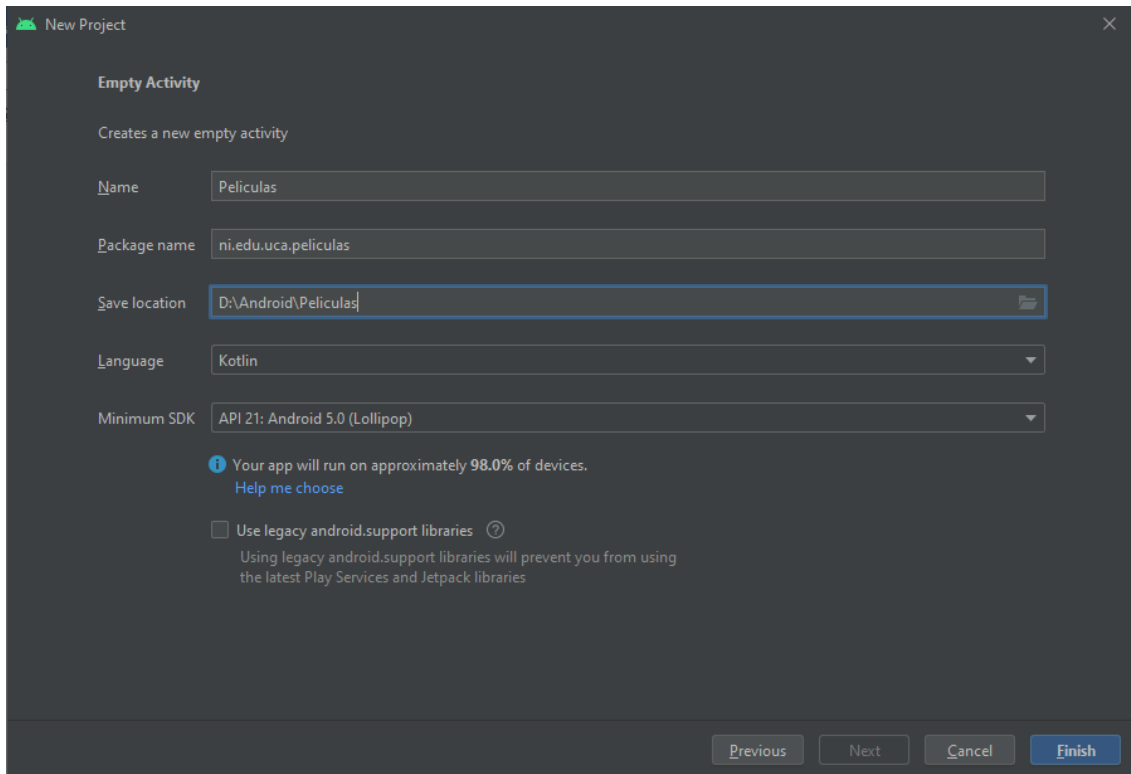 New Project
Empty Activity
Creates a new empty activity
Name Peliculas
Package name ni.edu.uca.peliculas
Save location D:\Android\Peliculas
Language Kotlin
Minimum SDK API 21: Android 5.0 (Lollipop)
Your app will run on approximately 98.0% of devices.
Help me choose
Use legacy android.support libraries ?
Using legacy android.support libraries will prevent you from using
the latest Play Services and Jetpack libraries
Previous Next Cancel Finish